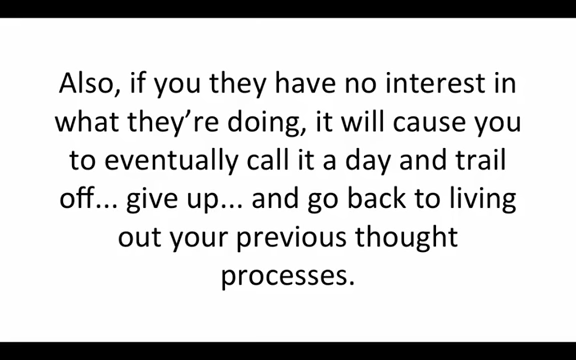 Also, if you they have no interest in
what they’re doing, it will cause you
to eventually call it a day and trail
off... give up... and go back to living
out your previous thought
processes.